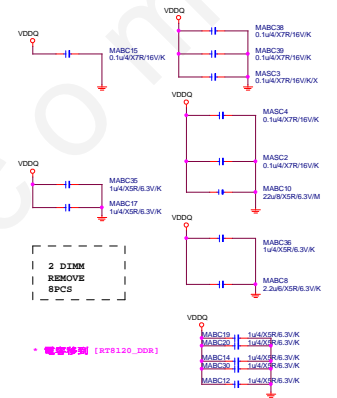 VDDQ
MABC15
0.1u/4/X7R/16V/K
VDDQ
MABC38
0.1u/4/X7R/16V/K
MABC39
0.1u/4/X7R/16V/K
MASC3
0.1u/4/X7R/16V/K/X
VDDQ
MASC4
0.1u/4/X7R/16V/K
MASC2
0.1u/4/X7R/16V/K
MABC10
22u/8/X5R/6.3V/M
VDDQ
MABC35
1u/4/X5R/6.3V/K
MABC17
1u/4/X5R/6.3V/K
VDDQ
MABC36
1u/4/X5R/6.3V/K
MABC8
2.2u/6/X5R/6.3V/K
2 DIMM
REMOVE
8PCS
* 電容移到 [RT8120_DDR]
VDDQ
MABC19 1u/4/X5R/6.3V/K
MABC20 1u/4/X5R/6.3V/K
MABC14 1u/4/X5R/6.3V/K
MABC30 1u/4/X5R/6.3V/K
MABC12 1u/4/X5R/6.3V/K